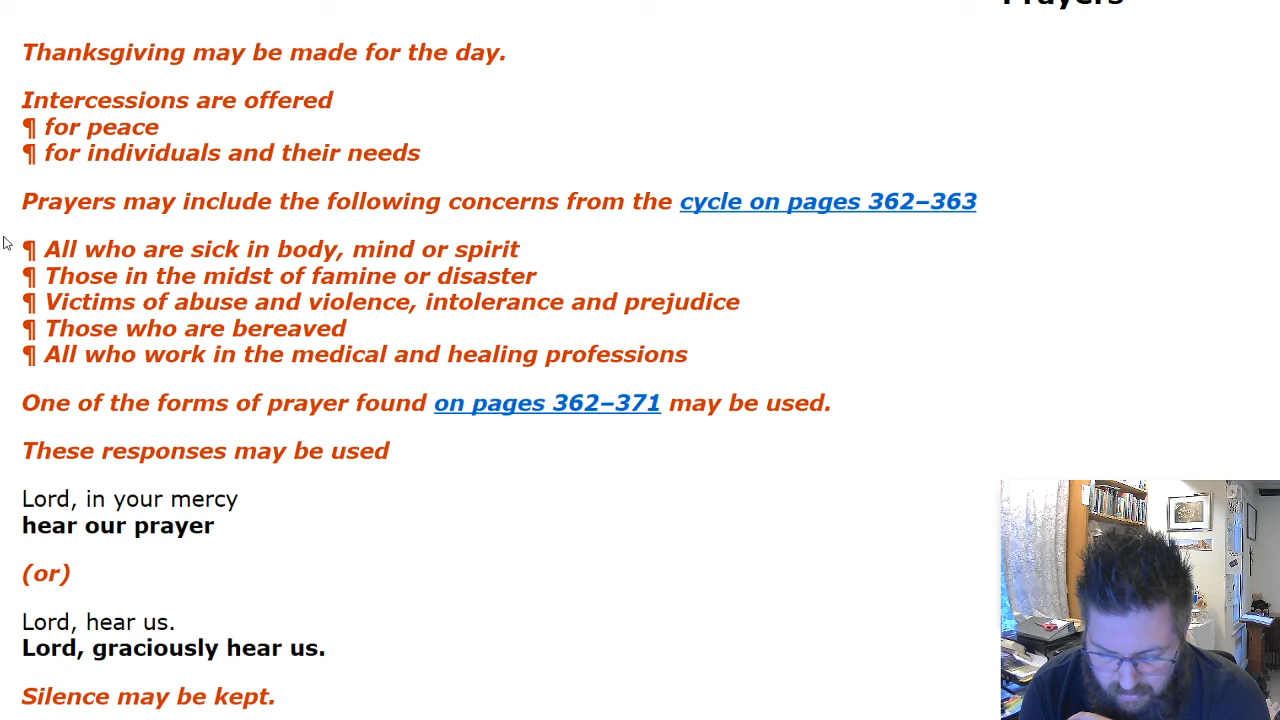 Prayers
Thanksgiving may be made for the day.
Intercessions are offered
¶ for peace
¶ for individuals and their needs
Prayers may include the following concerns from the cycle on pages 362–363
¶ All who are sick in body, mind or spirit
¶ Those in the midst of famine or disaster
¶ Victims of abuse and violence, intolerance and prejudice
¶ Those who are bereaved
¶ All who work in the medical and healing professions
One of the forms of prayer found on pages 362–371 may be used.
These responses may be used
Lord, in your mercy
hear our prayer
(or)
Lord, hear us.
Lord, graciously hear us.
Silence may be kept.